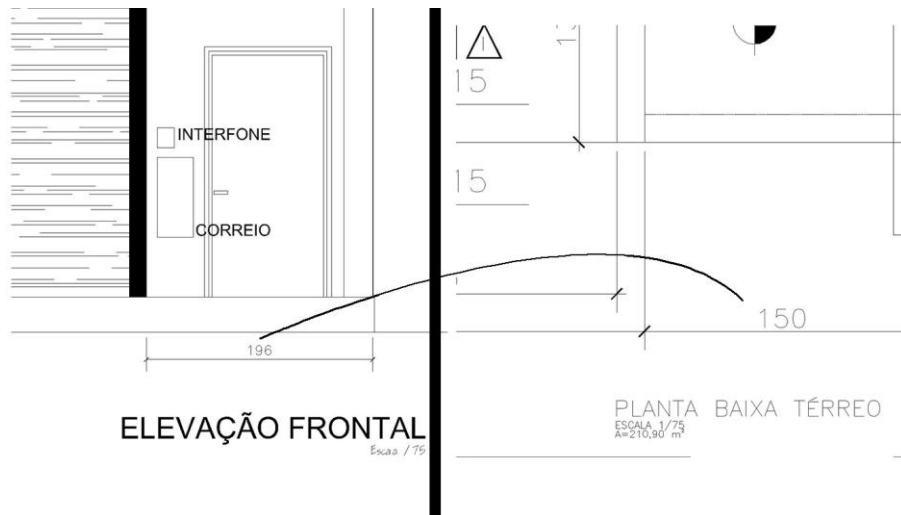 INTERFONE
CORREIO
196
ELEVAÇÃO FRONTAL
15
15
150
PLANTA BAIXA TÉRREO
ESCALA 1/75
A=210,90 m²